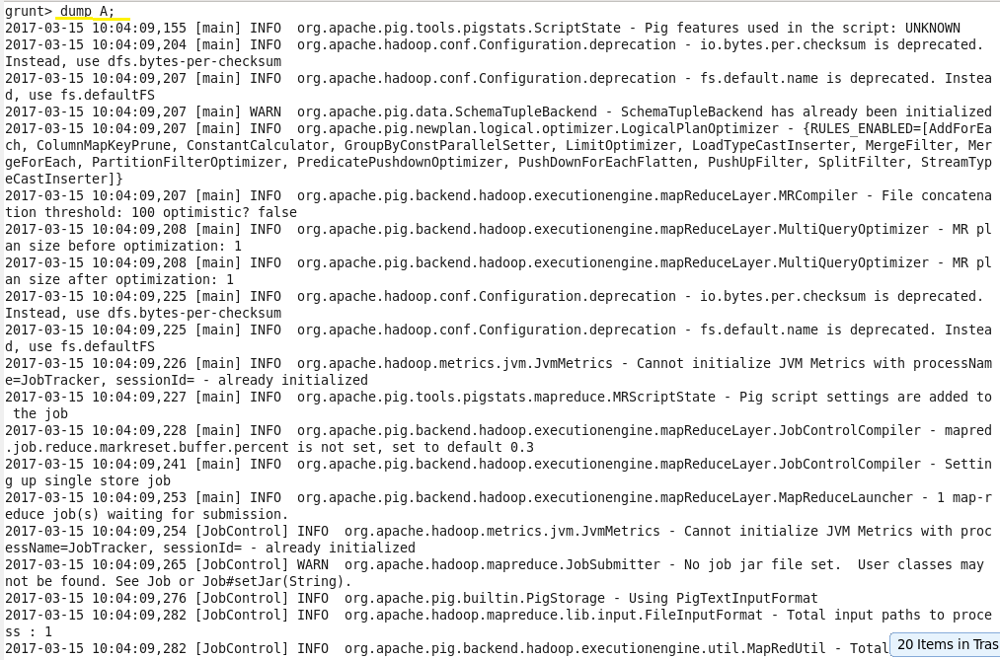 grunt> dump A;
2017-03-15 10:04:09,155 [main] INFO  org.apache.pig.tools.pigstats.ScriptState - Pig features used in the script: UNKNOWN
2017-03-15 10:04:09,204 [main] INFO  org.apache.hadoop.conf.Configuration.deprecation - io.bytes.per.checksum is deprecated.
Instead, use dfs.bytes-per-checksum
2017-03-15 10:04:09,207 [main] INFO  org.apache.hadoop.conf.Configuration.deprecation - fs.default.name is deprecated. Instea
d, use fs.defaultFS
2017-03-15 10:04:09,207 [main] WARN  org.apache.pig.data.SchemaTupleBackend - SchemaTupleBackend has already been initialized
2017-03-15 10:04:09,207 [main] INFO  org.apache.pig.newplan.logical.optimizer.LogicalPlanOptimizer - {RULES_ENABLED=[AddForEa
ch, ColumnMapKeyPrune, ConstantCalculator, GroupByConstParallelSetter, LimitOptimizer, LoadTypeCastInserter, MergeFilter, Mer
geForEach, PartitionFilterOptimizer, PredicatePushdownOptimizer, PushDownForEachFlatten, PushUpFilter, SplitFilter, StreamTyp
eCastInserter]}
2017-03-15 10:04:09,207 [main] INFO  org.apache.pig.backend.hadoop.executionengine.mapReduceLayer.MRCompiler - File concatena
tion threshold: 100 optimistic? false
2017-03-15 10:04:09,208 [main] INFO  org.apache.pig.backend.hadoop.executionengine.mapReduceLayer.MultiQueryOptimizer - MR pl
an size before optimization: 1
2017-03-15 10:04:09,208 [main] INFO  org.apache.pig.backend.hadoop.executionengine.mapReduceLayer.MultiQueryOptimizer - MR pl
an size after optimization: 1
2017-03-15 10:04:09,225 [main] INFO  org.apache.hadoop.conf.Configuration.deprecation - io.bytes.per.checksum is deprecated.
Instead, use dfs.bytes-per-checksum
2017-03-15 10:04:09,225 [main] INFO  org.apache.hadoop.conf.Configuration.deprecation - fs.default.name is deprecated. Instea
d, use fs.defaultFS
2017-03-15 10:04:09,226 [main] INFO  org.apache.hadoop.metrics.jvm.JvmMetrics - Cannot initialize JVM Metrics with processNam
e=JobTracker, sessionId= - already initialized
2017-03-15 10:04:09,227 [main] INFO  org.apache.pig.tools.pigstats.mapreduce.MRScriptState - Pig script settings are added to
 the job
2017-03-15 10:04:09,228 [main] INFO  org.apache.pig.backend.hadoop.executionengine.mapReduceLayer.JobControlCompiler - mapred
.job.reduce.markreset.buffer.percent is not set, set to default 0.3
2017-03-15 10:04:09,241 [main] INFO  org.apache.pig.backend.hadoop.executionengine.mapReduceLayer.JobControlCompiler - Settin
g up single store job
2017-03-15 10:04:09,253 [main] INFO  org.apache.pig.backend.hadoop.executionengine.mapReduceLayer.MapReduceLauncher - 1 map-r
educe job(s) waiting for submission.
2017-03-15 10:04:09,254 [JobControl] INFO  org.apache.hadoop.metrics.jvm.JvmMetrics - Cannot initialize JVM Metrics with proc
essName=JobTracker, sessionId= - already initialized
2017-03-15 10:04:09,265 [JobControl] WARN  org.apache.hadoop.mapreduce.JobSubmitter - No job jar file set.  User classes may
not be found. See Job or Job#setJar(String).
2017-03-15 10:04:09,276 [JobControl] INFO  org.apache.pig.builtin.PigStorage - Using PigTextInputFormat
2017-03-15 10:04:09,282 [JobControl] INFO  org.apache.hadoop.mapreduce.lib.input.FileInputFormat - Total input paths to proce
ss : 1
2017-03-15 10:04:09,282 [JobControl] INFO  org.apache.pig.backend.hadoop.executionengine.util.MapRedUtil - Total
20 Items in Tras